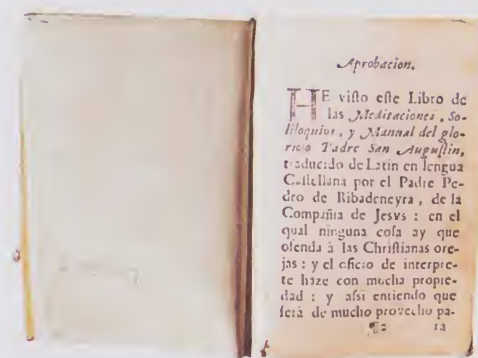 Aprobacion.
HE visto este Libro de
las Meditaciones, So-
liloquios, y Manual del glo-
rioso Padre San Augustin,
traducido de Latin en lengua
Castellana por el Padre Pe-
dro de Ribadeneyra, de la
Compañia de Jesvs : en el
qual ninguna cosa ay que
ofenda à las Christianas ore-
jas : y el oficio de interpre-
te haze con mucha proprie-
dad : y assi entiendo que
serà de mucho provecho pa-
¶2 ra